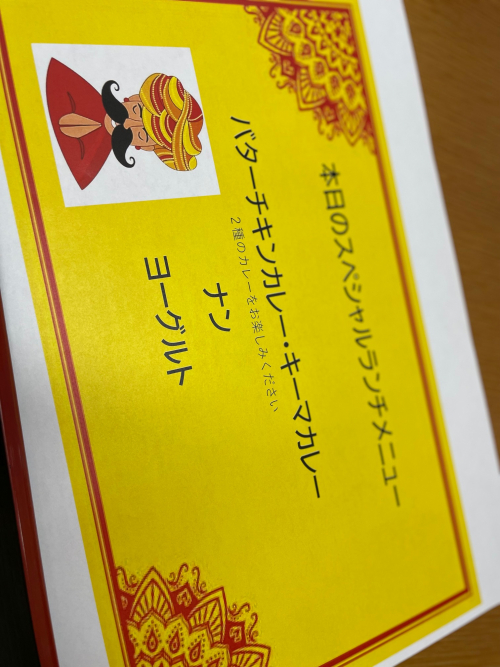 本日のスペシャルランチメニュー
バターチキンカレー・キーマカレー
2種のカレーをお楽しみください
ナン
ヨーグルト